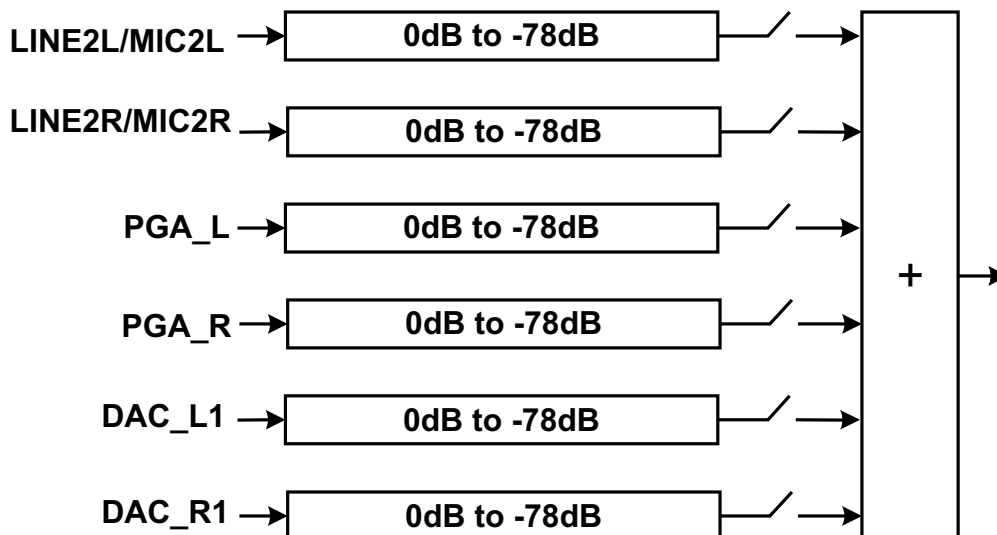 LINE2L/MIC2L 0dB to -78dB
LINE2R/MIC2R 0dB to -78dB
PGA_L 0dB to -78dB
+
PGA_R 0dB to -78dB
DAC_L1 0dB to -78dB
DAC_R1 0dB to -78dB